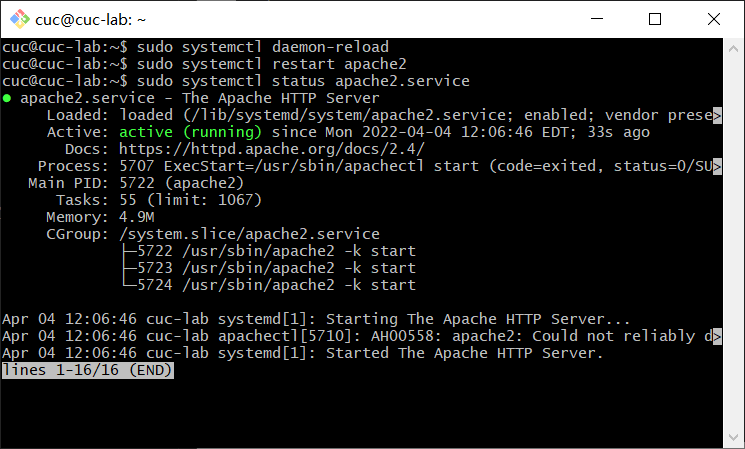 cuc@cuc-lab: ~
cuc@cuc-lab:~$ sudo systemctl daemon-reload
cuc@cuc-lab:~$ sudo systemctl restart apache2
cuc@cuc-lab:~$ sudo systemctl status apache2.service
● apache2.service - The Apache HTTP Server
     Loaded: loaded (/lib/systemd/system/apache2.service; enabled; vendor prese>
     Active: active (running) since Mon 2022-04-04 12:06:46 EDT; 33s ago
       Docs: https://httpd.apache.org/docs/2.4/
    Process: 5707 ExecStart=/usr/sbin/apachectl start (code=exited, status=0/SU>
   Main PID: 5722 (apache2)
      Tasks: 55 (limit: 1067)
     Memory: 4.9M
     CGroup: /system.slice/apache2.service
             ├─5722 /usr/sbin/apache2 -k start
             ├─5723 /usr/sbin/apache2 -k start
             └─5724 /usr/sbin/apache2 -k start
Apr 04 12:06:46 cuc-lab systemd[1]: Starting The Apache HTTP Server...
Apr 04 12:06:46 cuc-lab apachectl[5710]: AH00558: apache2: Could not reliably d>
Apr 04 12:06:46 cuc-lab systemd[1]: Started The Apache HTTP Server.
lines 1-16/16 (END)